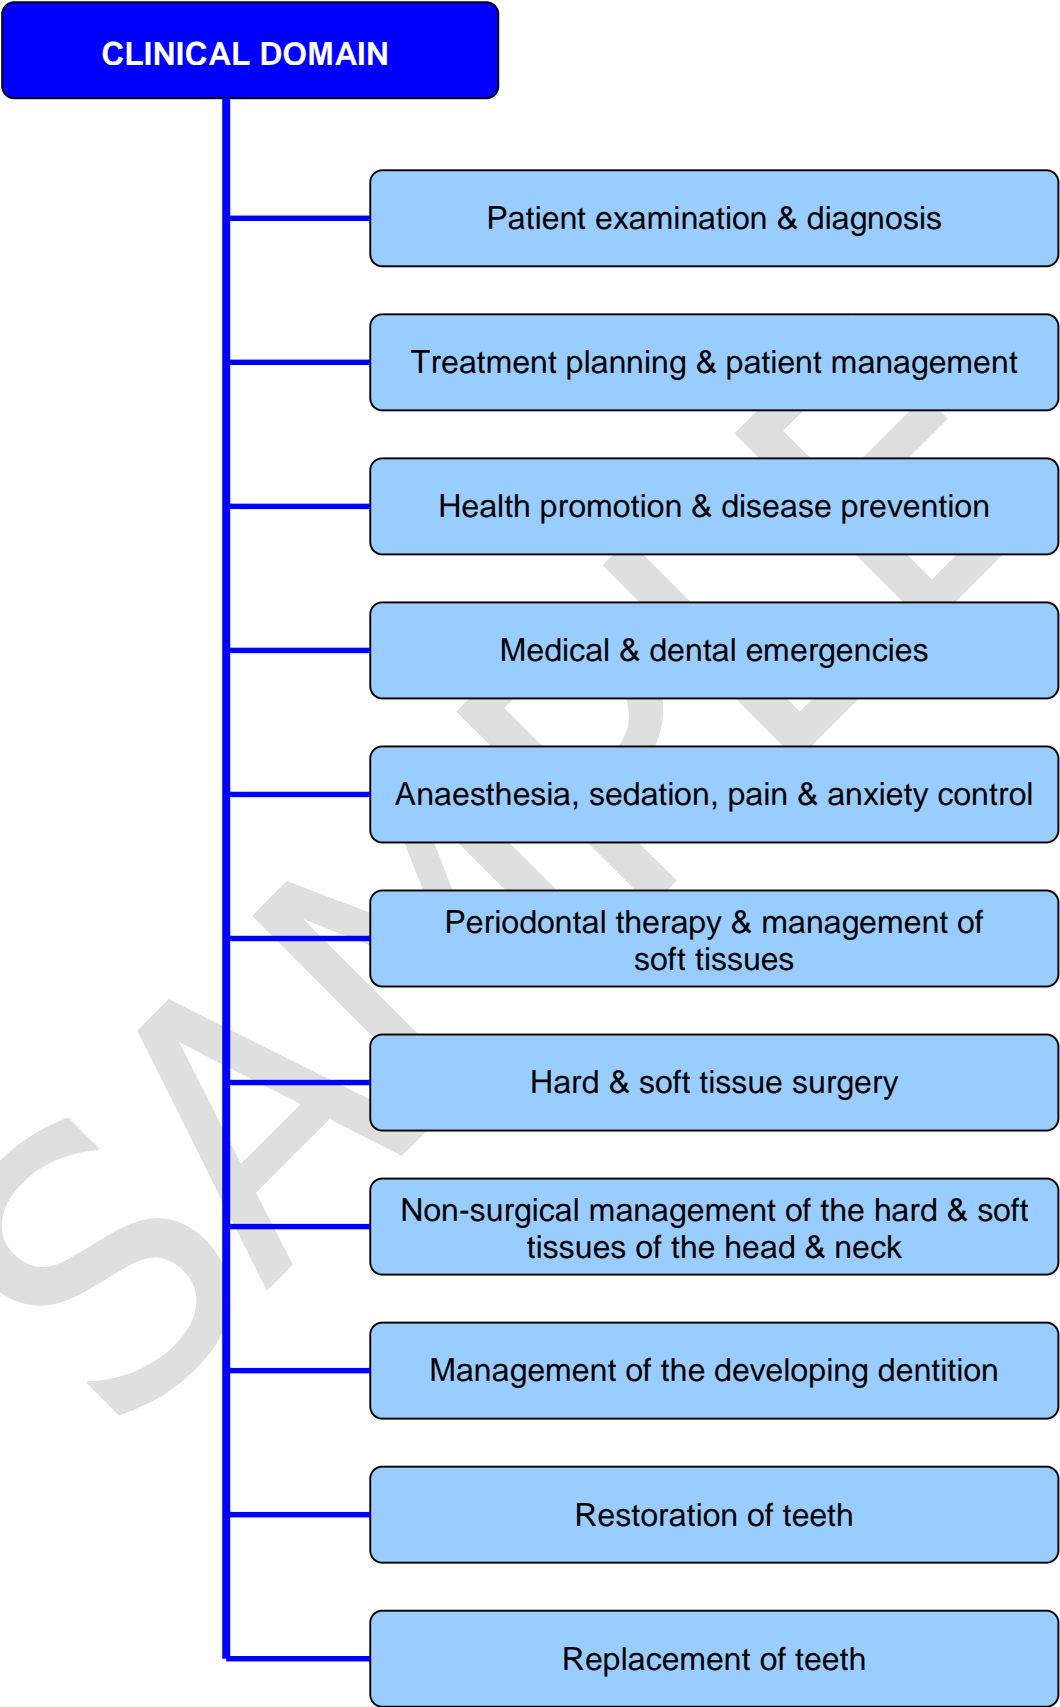 CLINICAL DOMAIN
Patient examination & diagnosis
Treatment planning & patient management
Health promotion & disease prevention
Medical & dental emergencies
Anaesthesia, sedation, pain & anxiety control
Periodontal therapy & management of
soft tissues
Hard & soft tissue surgery
Non-surgical management of the hard & soft
tissues of the head & neck
Management of the developing dentition
Restoration of teeth
Replacement of teeth
SAMPLE